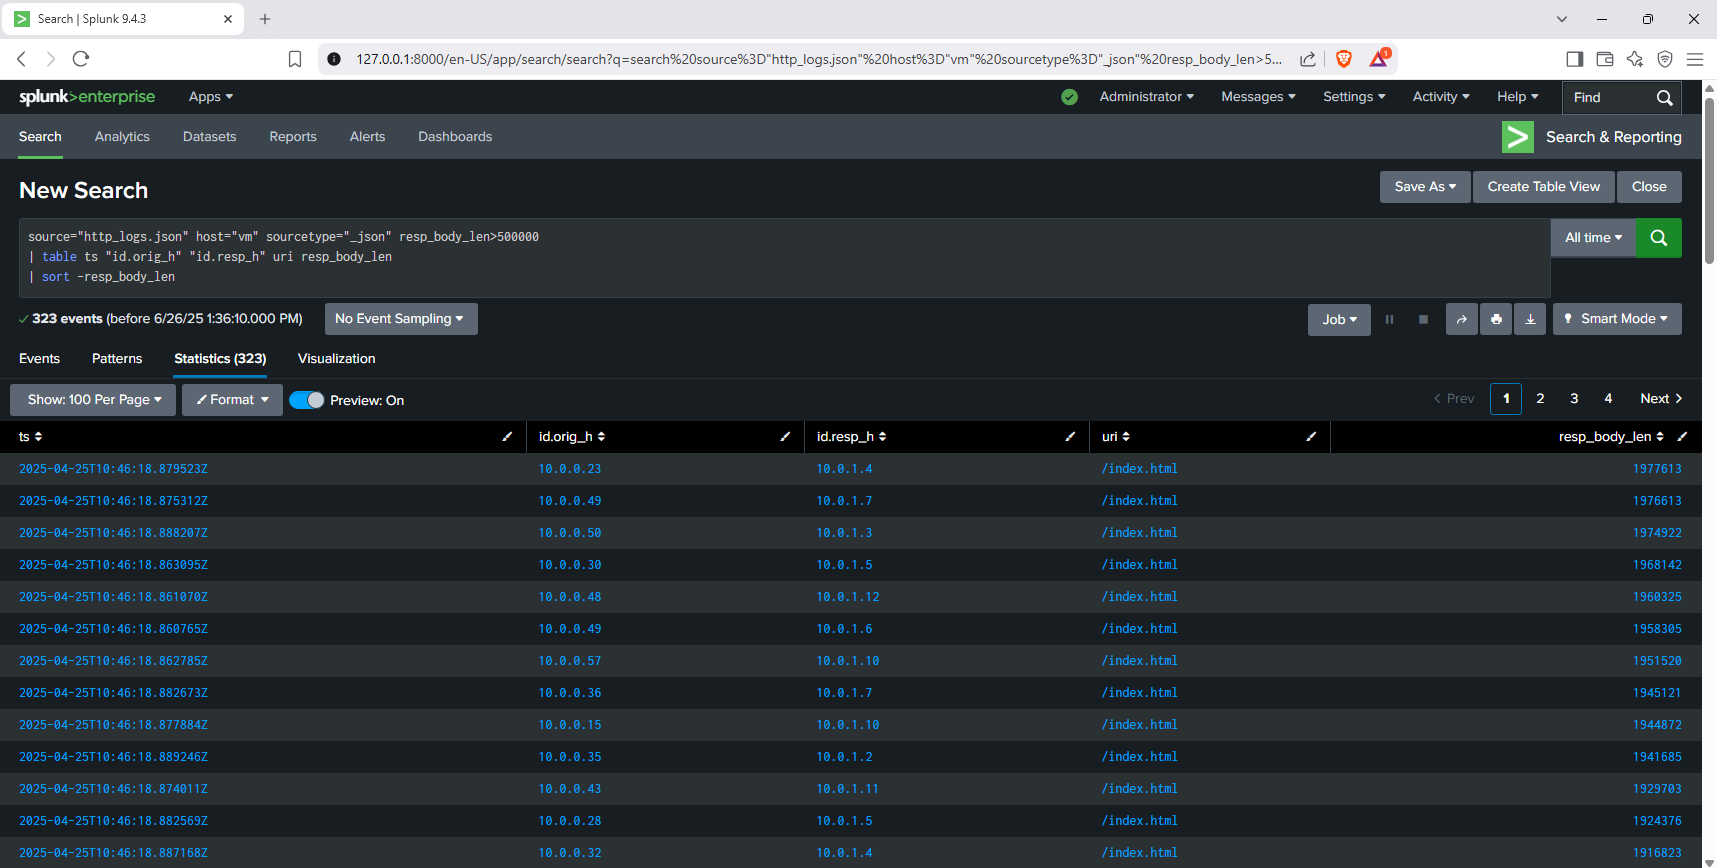 Search | Splunk 9.4.3
127.0.0.1:8000/en-US/app/search/search?q=search%20source%3D"http_logs.json"%20host%3D"vm"%20sourcetype%3D"_json"%20resp_body_len>5...
1
splunk>enterprise Apps Administrator Messages Settings Activity Help Find
Search Analytics Datasets Reports Alerts Dashboards Search & Reporting
New Search Save As Create Table View Close
source="http_logs.json" host="vm" sourcetype="_json" resp_body_len>500000
| table ts "id.orig_h" "id.resp_h" uri resp_body_len
| sort -resp_body_len
All time
323 events (before 6/26/25 1:36:10.000 PM) No Event Sampling Job Smart Mode
Events Patterns Statistics (323) Visualization
Show: 100 Per Page Format Preview: On Prev 1 2 3 4 Next
ts id.orig_h id.resp_h uri resp_body_len
2025-04-25T10:46:18.879523Z 10.0.0.23 10.0.1.4 /index.html 1977613
2025-04-25T10:46:18.875312Z 10.0.0.49 10.0.1.7 /index.html 1976613
2025-04-25T10:46:18.888207Z 10.0.0.50 10.0.1.3 /index.html 1974922
2025-04-25T10:46:18.863095Z 10.0.0.30 10.0.1.5 /index.html 1968142
2025-04-25T10:46:18.861070Z 10.0.0.48 10.0.1.12 /index.html 1960325
2025-04-25T10:46:18.860765Z 10.0.0.49 10.0.1.6 /index.html 1958305
2025-04-25T10:46:18.862785Z 10.0.0.57 10.0.1.10 /index.html 1951520
2025-04-25T10:46:18.882673Z 10.0.0.36 10.0.1.7 /index.html 1945121
2025-04-25T10:46:18.877884Z 10.0.0.15 10.0.1.10 /index.html 1944872
2025-04-25T10:46:18.889246Z 10.0.0.35 10.0.1.2 /index.html 1941685
2025-04-25T10:46:18.874011Z 10.0.0.43 10.0.1.11 /index.html 1929703
2025-04-25T10:46:18.882569Z 10.0.0.28 10.0.1.5 /index.html 1924376
2025-04-25T10:46:18.887168Z 10.0.0.32 10.0.1.4 /index.html 1916823